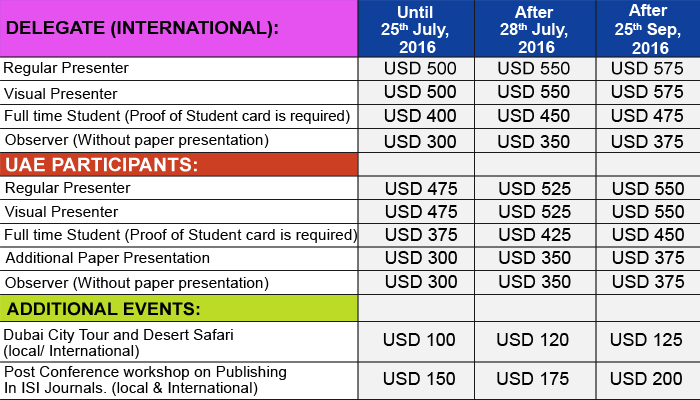 DELEGATE (INTERNATIONAL): Until 25th July, 2016 After 28th July, 2016 After 25th Sep, 2016
Regular Presenter USD 500 USD 550 USD 575
Visual Presenter USD 500 USD 550 USD 575
Full time Student (Proof of Student card is required) USD 400 USD 450 USD 475
Observer (Without paper presentation) USD 300 USD 350 USD 375
UAE PARTICIPANTS:
Regular Presenter USD 475 USD 525 USD 550
Visual Presenter USD 475 USD 525 USD 550
Full time Student (Proof of Student card is required) USD 375 USD 425 USD 450
Additional Paper Presentation USD 300 USD 350 USD 375
Observer (Without paper presentation) USD 300 USD 350 USD 375
ADDITIONAL EVENTS:
Dubai City Tour and Desert Safari
(local/ International) USD 100 USD 120 USD 125
Post Conference workshop on Publishing
In ISI Journals. (local & International) USD 150 USD 175 USD 200